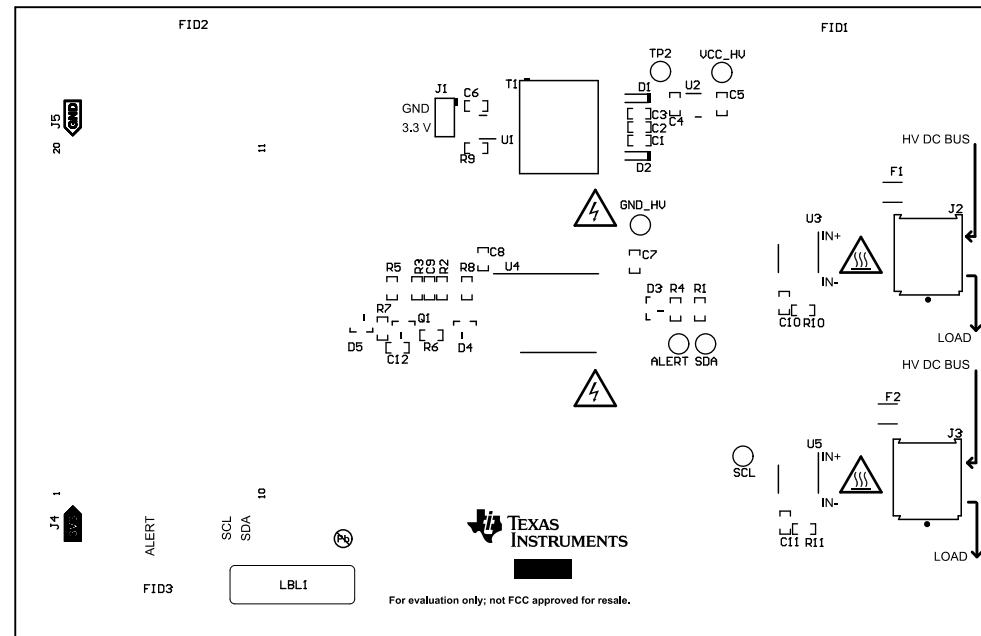 FID2
FID1
TP2
VCC_HV
J1
C6
T1
D1
U2
C5
GND
3.3 V
C3
C4
C2
U1
C1
R9
D2
J5
GND
20
11
HV DC BUS
F1
J2
GND_HV
U3
IN+
IN-
C8
C7
U4
R5
R3
C9
R2
R8
D3
R4
R1
R7
Q1
D5
C12
R6
D4
C10
R10
ALERT
SDA
LOAD
HV DC BUS
F2
J3
U5
IN+
IN-
SCL
1
10
J4
3V3
ALERT
SCL
SDA
Pb
TEXAS
INSTRUMENTS
C11
R11
LOAD
FID3
LBL1
For evaluation only; not FCC approved for resale.